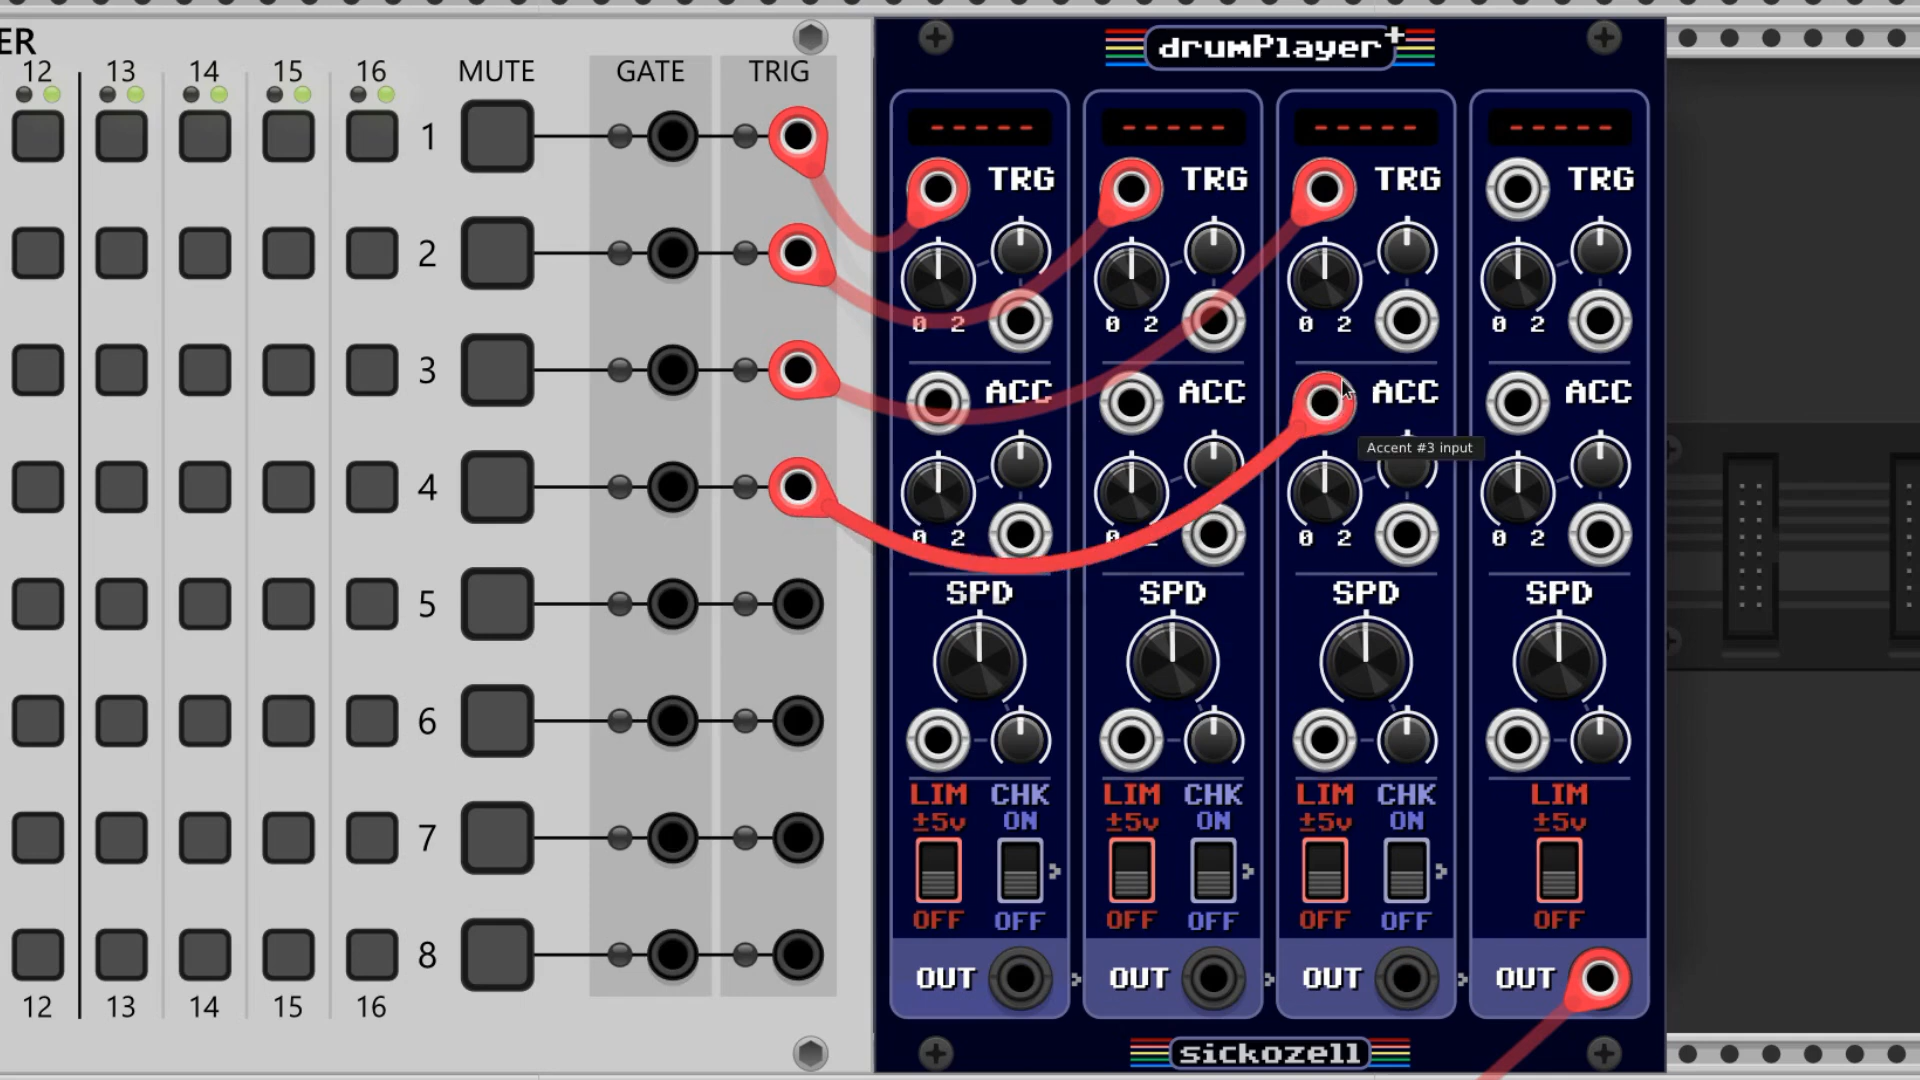 ER
12 13 14 15 16 MUTE GATE TRIG
1
2
3
4
5
6
7
8
12 13 14 15 16
drumPlayer+
----- ----- ----- -----
TRG TRG TRG TRG
0 2 0 2 0 2 0 2
ACC ACC ACC ACC
Accent #3 input
0 2 0 2 0 2 0 2
SPD SPD SPD SPD
LIM CHK LIM CHK LIM CHK LIM
±5v ON ±5v ON ±5v ON ±5v
OFF OFF OFF OFF OFF OFF OFF
OUT OUT OUT OUT
sickozell